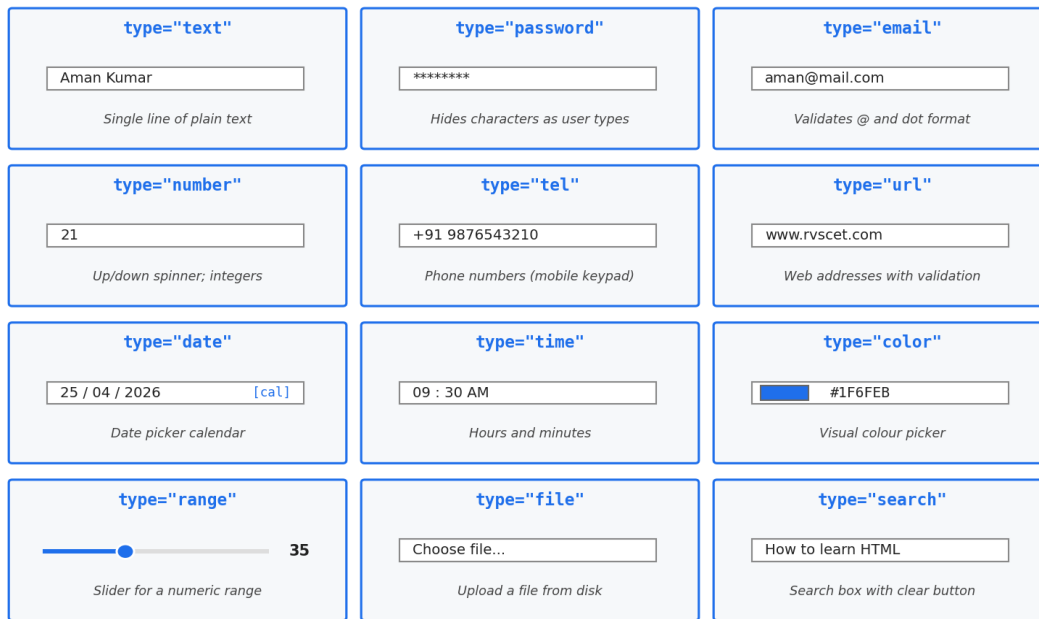 type="text"
Aman Kumar
Single line of plain text
type="password"
********
Hides characters as user types
type="email"
aman@mail.com
Validates @ and dot format
type="number"
21
Up/down spinner; integers
type="tel"
+91 9876543210
Phone numbers (mobile keypad)
type="url"
www.rvscet.com
Web addresses with validation
type="date"
25 / 04 / 2026 [cal]
Date picker calendar
type="time"
09 : 30 AM
Hours and minutes
type="color"
#1F6FEB
Visual colour picker
type="range"
35
Slider for a numeric range
type="file"
Choose file...
Upload a file from disk
type="search"
How to learn HTML
Search box with clear button